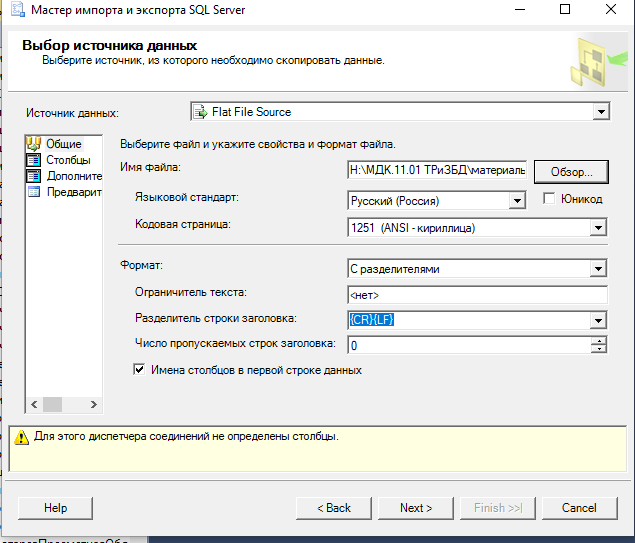 Мастер импорта и экспорта SQL Server
Выбор источника данных
Выберите источник, из которого необходимо скопировать данные.
Источник данных: Flat File Source
Общие
Столбцы
Дополните
Предварит
Выберите файл и укажите свойства и формат файла.
Имя файла: H:\МДК.11.01 ТРиЗБД\материаль Обзор...
Языковой стандарт: Русский (Россия) Юникод
Кодовая страница: 1251 (ANSI - кириллица)
Формат: С разделителями
Ограничитель текста: <нет>
Разделитель строки заголовка: {CR}{LF}
Число пропускаемых строк заголовка: 0
Имена столбцов в первой строке данных
Для этого диспетчера соединений не определены столбцы.
Help < Back Next > Finish >>| Cancel